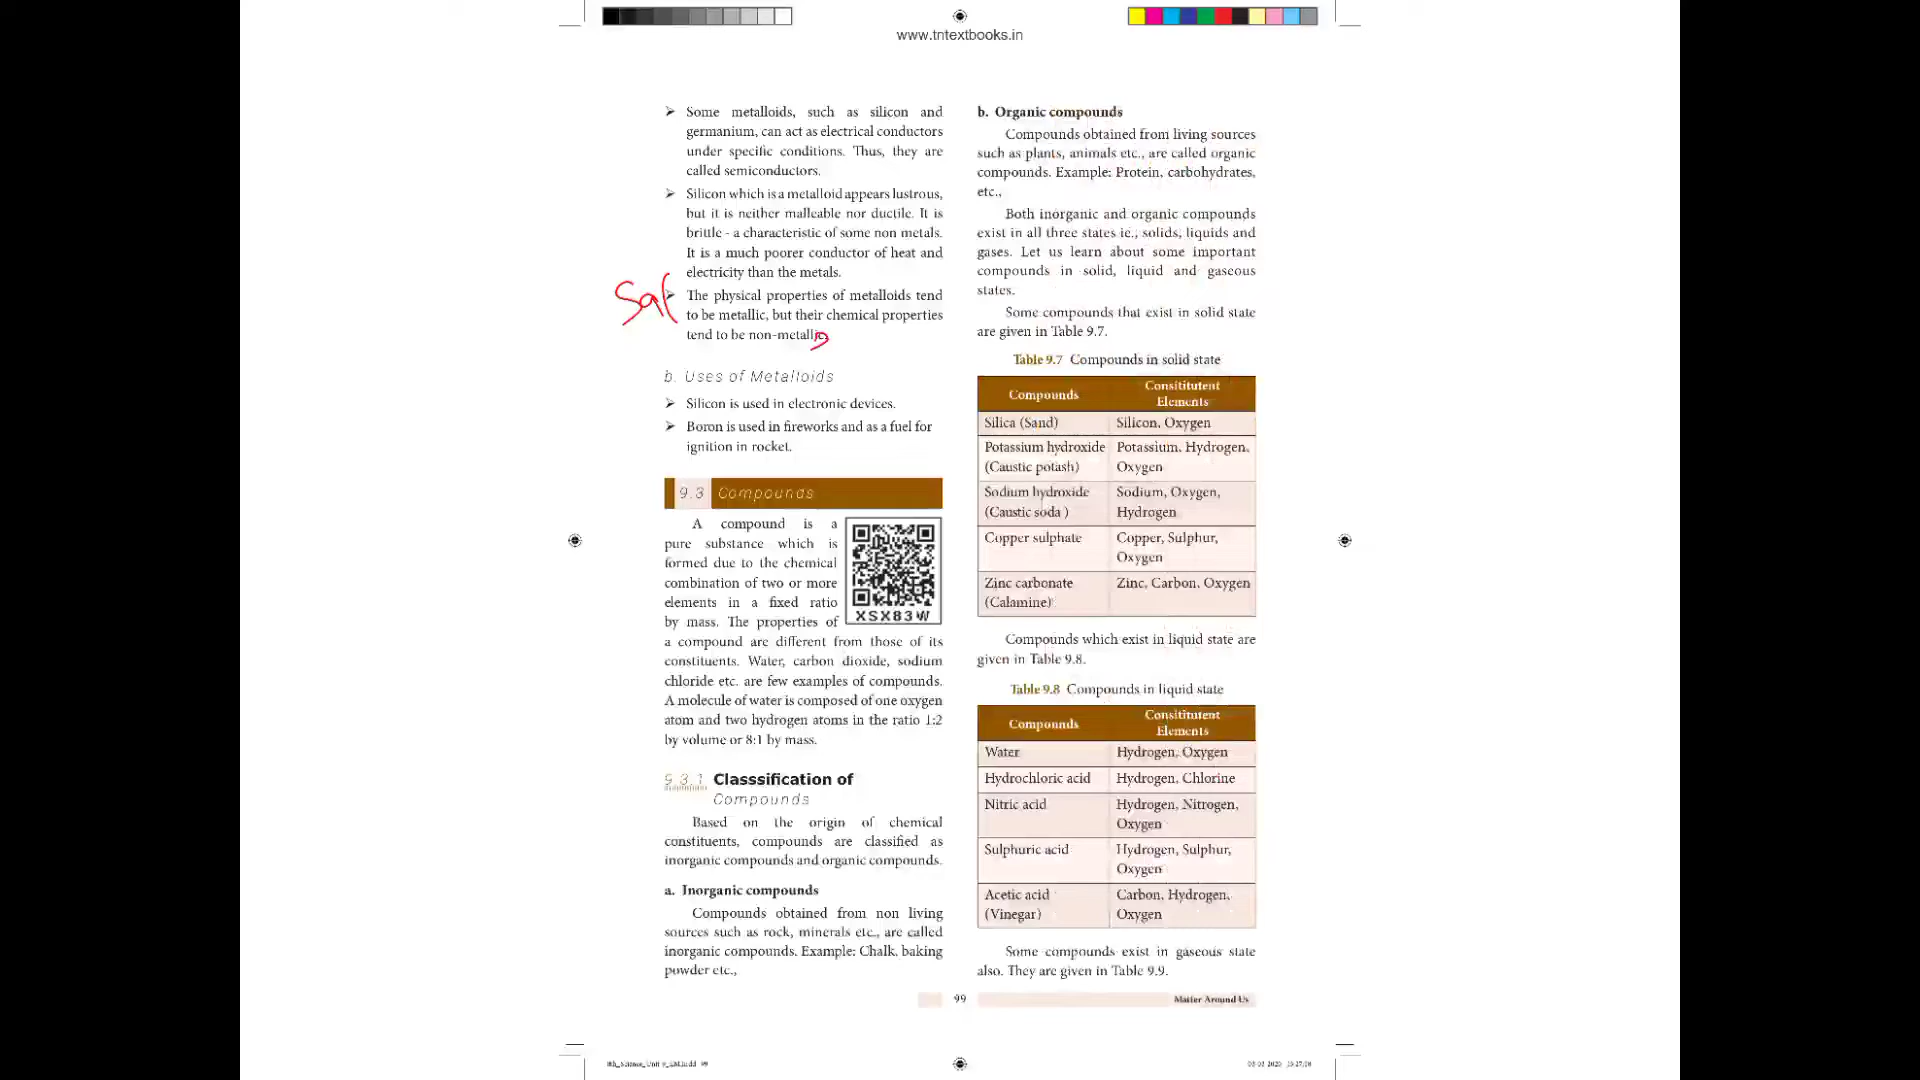 www.tntextbooks.in
➢ Some metalloids, such as silicon and
germanium, can act as electrical conductors
under specific conditions. Thus, they are
called semiconductors.
➢ Silicon which is a metalloid appears lustrous,
but it is neither malleable nor ductile. It is
brittle - a characteristic of some non metals.
It is a much poorer conductor of heat and
electricity than the metals.
➢ The physical properties of metalloids tend
to be metallic, but their chemical properties
tend to be non-metallic.
b. Uses of Metalloids
➢ Silicon is used in electronic devices.
➢ Boron is used in fireworks and as a fuel for
ignition in rocket.
9.3 Compounds
A compound is a
pure substance which is
formed due to the chemical
combination of two or more
elements in a fixed ratio
by mass. The properties of
XSX83W
a compound are different from those of its
constituents. Water, carbon dioxide, sodium
chloride etc. are few examples of compounds.
A molecule of water is composed of one oxygen
atom and two hydrogen atoms in the ratio 1:2
by volume or 8:1 by mass.
9.3.1 Classsification of
Compounds
Based on the origin of chemical
constituents, compounds are classified as
inorganic compounds and organic compounds.
a. Inorganic compounds
Compounds obtained from non living
sources such as rock, minerals etc., are called
inorganic compounds. Example: Chalk, baking
powder etc.,
b. Organic compounds
Compounds obtained from living sources
such as plants, animals etc., are called organic
compounds. Example: Protein, carbohydrates,
etc.,
Both inorganic and organic compounds
exist in all three states ie., solids, liquids and
gases. Let us learn about some important
compounds in solid, liquid and gaseous
states.
Some compounds that exist in solid state
are given in Table 9.7.
Table 9.7 Compounds in solid state
Compounds Consititutent
Elements
Silica (Sand) Silicon, Oxygen
Potassium hydroxide Potassium, Hydrogen,
(Caustic potash) Oxygen
Sodium hydroxide Sodium, Oxygen,
(Caustic soda ) Hydrogen
Copper sulphate Copper, Sulphur,
Oxygen
Zinc carbonate Zinc, Carbon, Oxygen
(Calamine)
Compounds which exist in liquid state are
given in Table 9.8.
Table 9.8 Compounds in liquid state
Compounds Consititutent
Elements
Water Hydrogen, Oxygen
Hydrochloric acid Hydrogen, Chlorine
Nitric acid Hydrogen, Nitrogen,
Oxygen
Sulphuric acid Hydrogen, Sulphur,
Oxygen
Acetic acid Carbon, Hydrogen,
(Vinegar) Oxygen
Some compounds exist in gaseous state
also. They are given in Table 9.9.
99 Matter Around Us